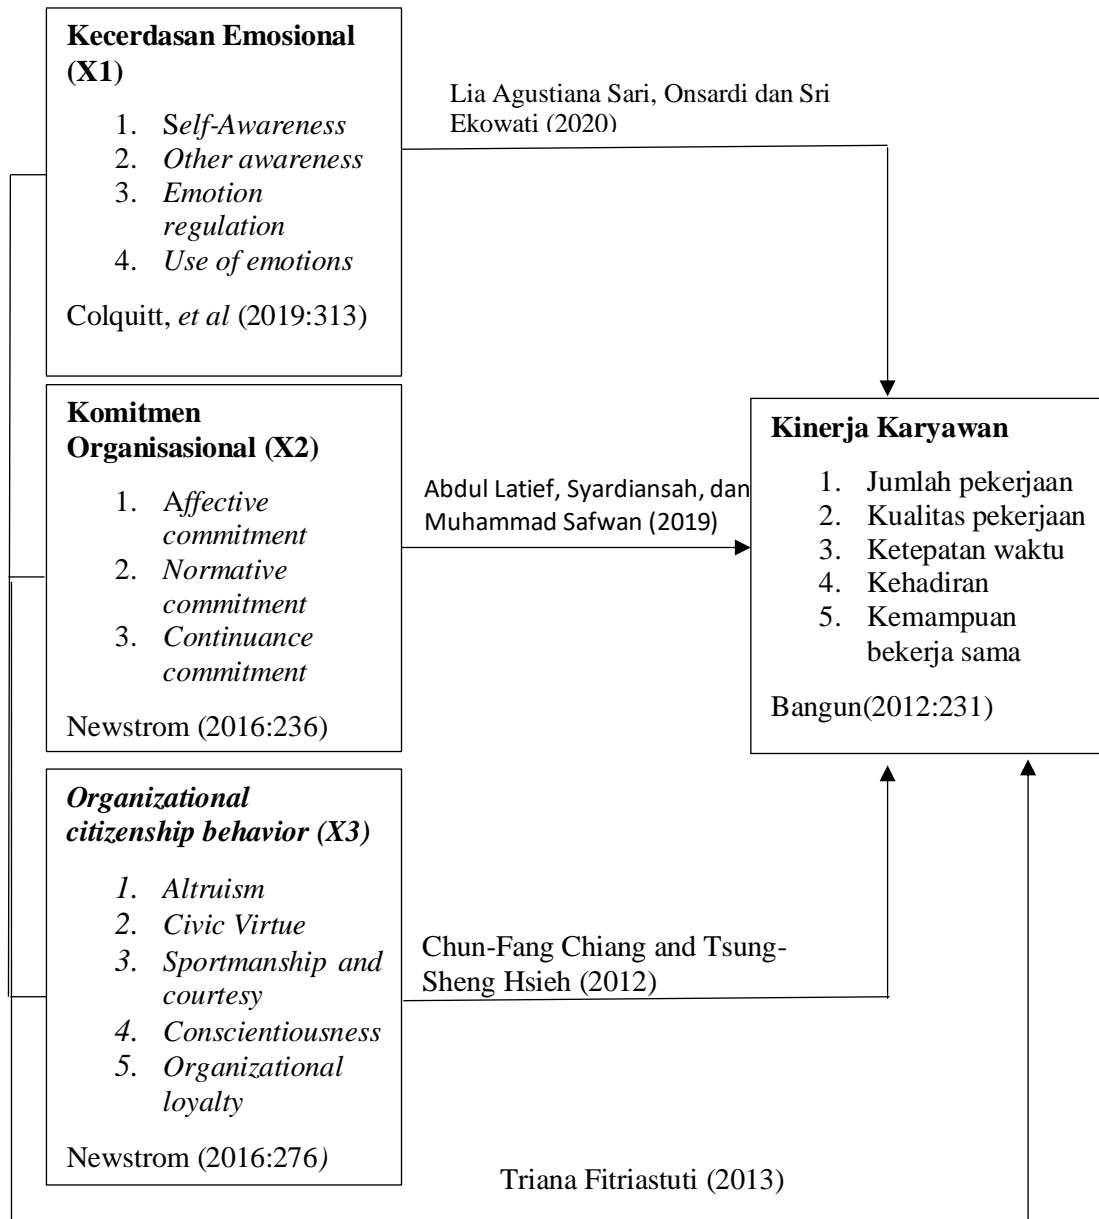 Kecerdasan Emosional
(X1)
1. Self-Awareness
2. Other awareness
3. Emotion
regulation
4. Use of emotions
Colquitt, et al (2019:313)
Lia Agustiana Sari, Onsardi dan Sri
Ekowati (2020)
Komitmen
Organisasional (X2)
1. Affective
commitment
2. Normative
commitment
3. Continuance
commitment
Newstrom (2016:236)
Abdul Latief, Syardiansah, dan
Muhammad Safwan (2019)
Kinerja Karyawan
1. Jumlah pekerjaan
2. Kualitas pekerjaan
3. Ketepatan waktu
4. Kehadiran
5. Kemampuan
bekerja sama
Bangun(2012:231)
Organizational
citizenship behavior (X3)
1. Altruism
2. Civic Virtue
3. Sportmanship and
courtesy
4. Conscientiousness
5. Organizational
loyalty
Newstrom (2016:276)
Chun-Fang Chiang and Tsung-
Sheng Hsieh (2012)
Triana Fitriastuti (2013)